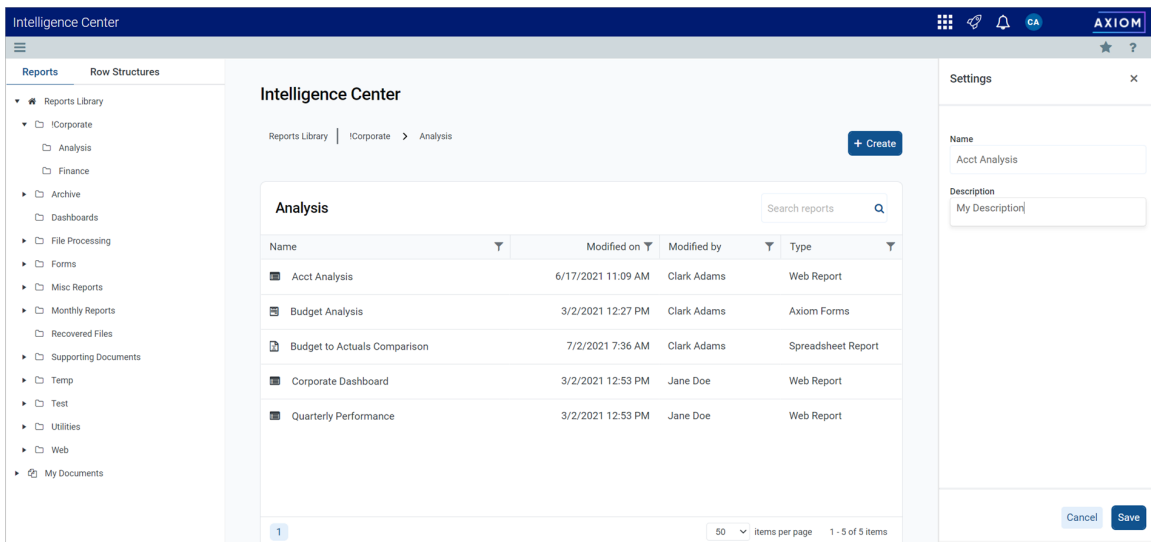 Intelligence Center
CA
AXIOM
?
Reports
Row Structures
Reports Library
!Corporate
Analysis
Finance
Archive
Dashboards
File Processing
Forms
Misc Reports
Monthly Reports
Recovered Files
Supporting Documents
Temp
Test
Utilities
Web
My Documents
Intelligence Center
Reports Library | !Corporate > Analysis
+ Create
Analysis
Search reports
Name Modified on Modified by Type
Acct Analysis 6/17/2021 11:09 AM Clark Adams Web Report
Budget Analysis 3/2/2021 12:27 PM Clark Adams Axiom Forms
Budget to Actuals Comparison 7/2/2021 7:36 AM Clark Adams Spreadsheet Report
Corporate Dashboard 3/2/2021 12:53 PM Jane Doe Web Report
Quarterly Performance 3/2/2021 12:53 PM Jane Doe Web Report
1
50 items per page 1 - 5 of 5 items
Settings
Name
Acct Analysis
Description
My Description
Cancel
Save